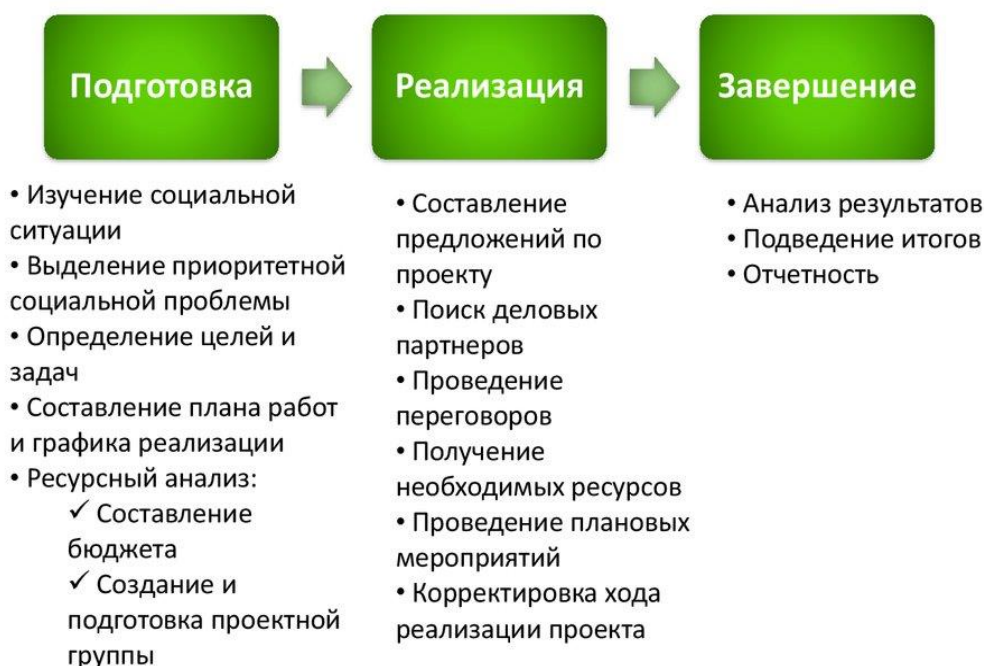 Подготовка
Реализация
Завершение
• Изучение социальной
ситуации
• Выделение приоритетной
социальной проблемы
• Определение целей и
задач
• Составление плана работ
и графика реализации
• Ресурсный анализ:
✓ Составление
бюджета
✓ Создание и
подготовка проектной
группы
• Составление
предложений по
проекту
• Поиск деловых
партнеров
• Проведение
переговоров
• Получение
необходимых ресурсов
• Проведение плановых
мероприятий
• Корректировка хода
реализации проекта
• Анализ результатов
• Подведение итогов
• Отчетность